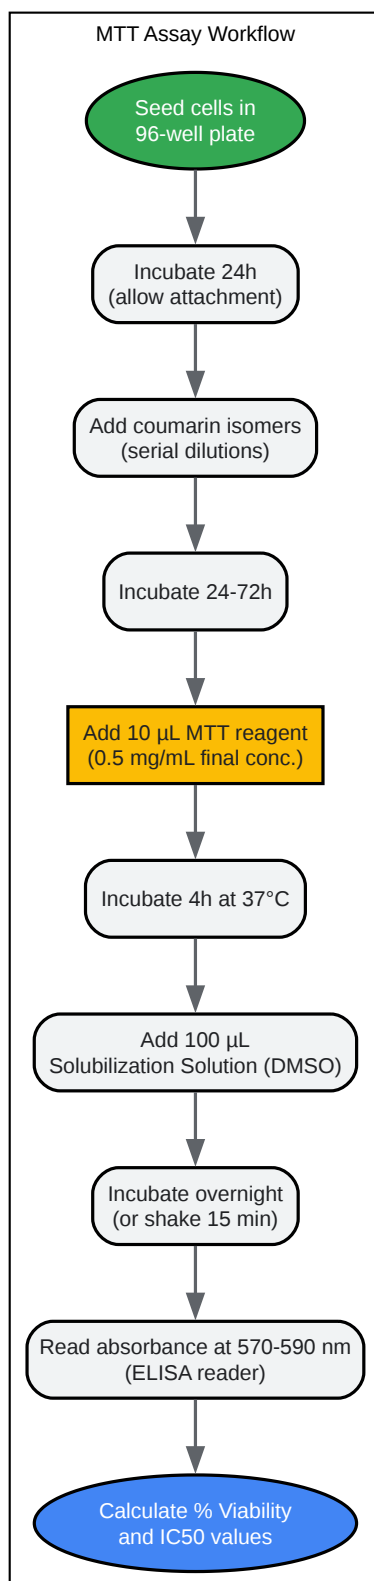 MTT Assay Workflow
Seed cells in
96-well plate
Incubate 24h
(allow attachment)
Add coumarin isomers
(serial dilutions)
Incubate 24-72h
Add 10 µL MTT reagent
(0.5 mg/mL final conc.)
Incubate 4h at 37°C
Add 100 µL
Solubilization Solution (DMSO)
Incubate overnight
(or shake 15 min)
Read absorbance at 570-590 nm
(ELISA reader)
Calculate % Viability
and IC50 values